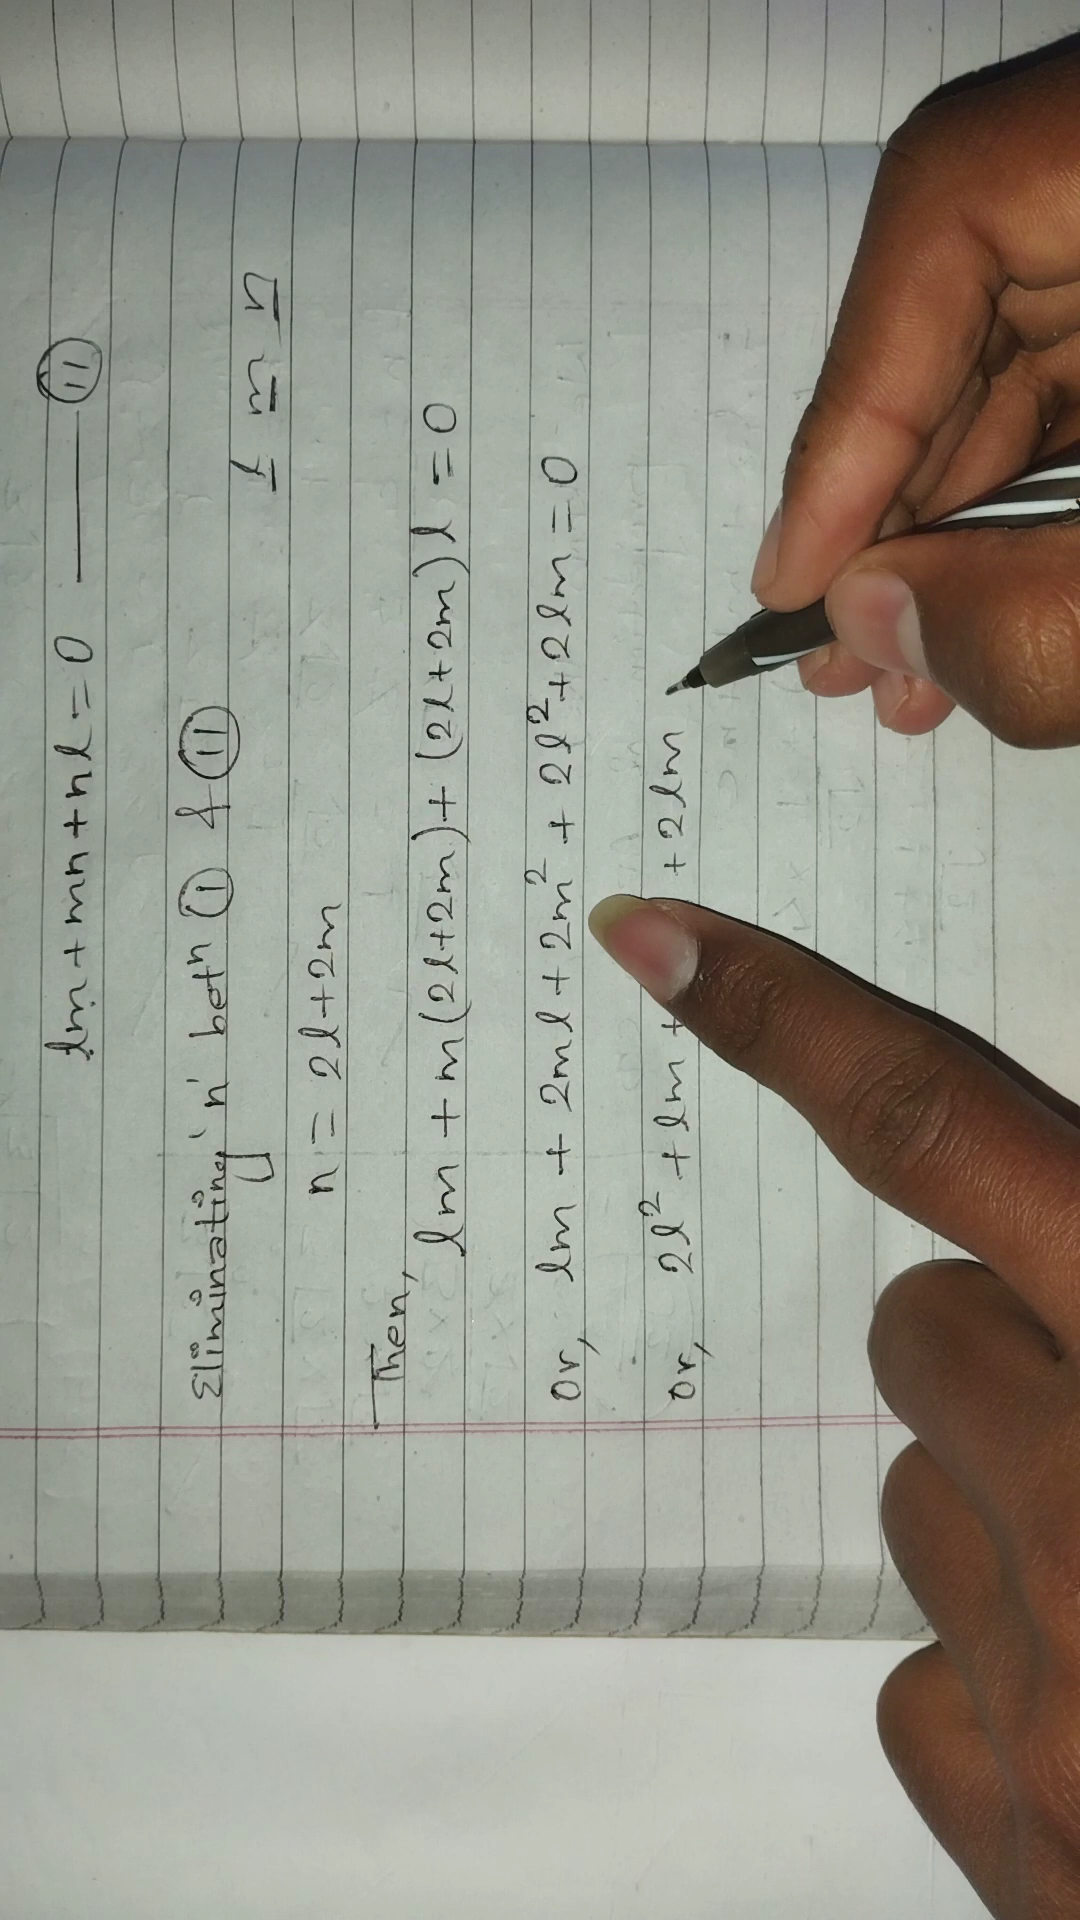 lm + mn + nl = 0 —— (ii)
Eliminating 'n' betⁿ (i) & (ii)
l m n
n = 2l + 2m
Then,
lm + m(2l+2m) + (2l+2m)l = 0
or, lm + 2ml + 2m² + 2l² + 2lm = 0
or, 2l² + lm + + 2lm